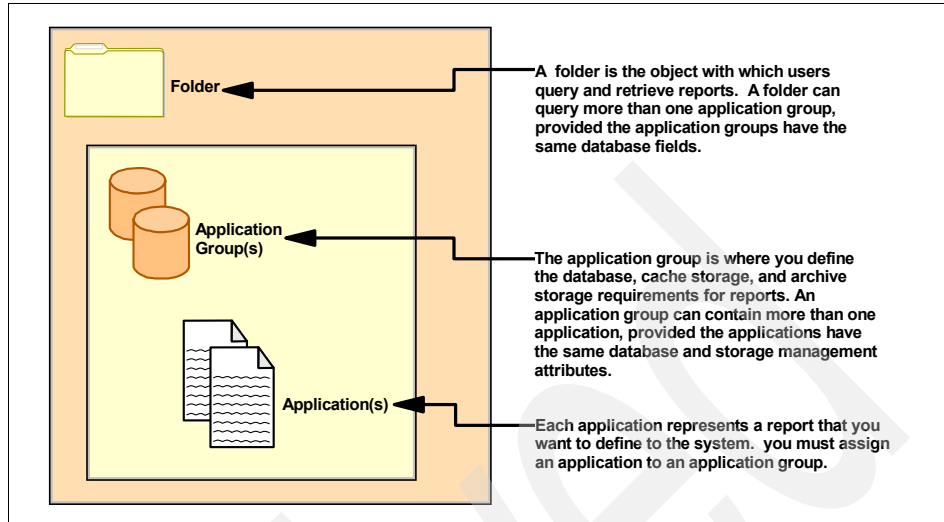 Folder
A folder is the object with which users
query and retrieve reports. A folder can
query more than one application group,
provided the application groups have the
same database fields.
Application
Group(s)
The application group is where you define
the database, cache storage, and archive
storage requirements for reports. An
application group can contain more than one
application, provided the applications have
the same database and storage management
attributes.
Application(s)
Each application represents a report that you
want to define to the system. you must assign
an application to an application group.